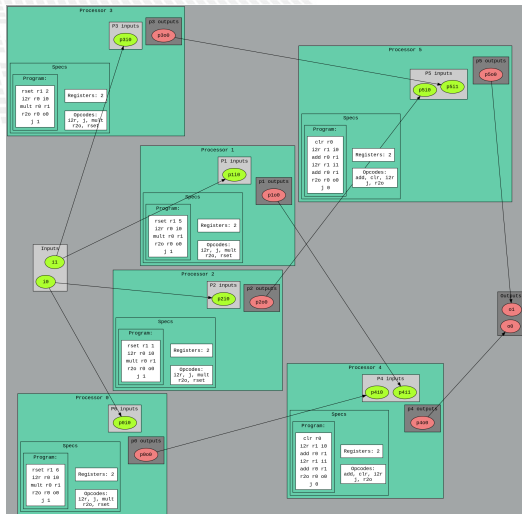 Processor 3
P3 inputs
p3i0
p3 outputs
p3o0
Specs
Program:
rset r1 2
i2r r0 i0
mult r0 r1
r2o r0 o0
j 1
Registers: 2
Opcodes:
i2r, j, mult
r2o, rset
Processor 5
P5 inputs
p5i0
p5i1
p5 outputs
p5o0
Specs
Program:
clr r0
i2r r1 i0
add r0 r1
i2r r1 i1
add r0 r1
r2o r0 o0
j 0
Registers: 2
Opcodes:
add, clr, i2r
j, r2o
Processor 1
P1 inputs
p1i0
p1 outputs
p1o0
Specs
Program:
rset r1 5
i2r r0 i0
mult r0 r1
r2o r0 o0
j 1
Registers: 2
Opcodes:
i2r, j, mult
r2o, rset
Inputs
i1
i0
Processor 2
P2 inputs
p2i0
p2 outputs
p2o0
Specs
Program:
rset r1 1
i2r r0 i0
mult r0 r1
r2o r0 o0
j 1
Registers: 2
Opcodes:
i2r, j, mult
r2o, rset
Outputs
o1
o0
Processor 4
P4 inputs
p4i0
p4i1
p4 outputs
p4o0
Specs
Program:
clr r0
i2r r1 i0
add r0 r1
i2r r1 i1
add r0 r1
r2o r0 o0
j 0
Registers: 2
Opcodes:
add, clr, i2r
j, r2o
Processor 0
P0 inputs
p0i0
p0 outputs
p0o0
Specs
Program:
rset r1 6
i2r r0 i0
mult r0 r1
r2o r0 o0
j 1
Registers: 2
Opcodes:
i2r, j, mult
r2o, rset